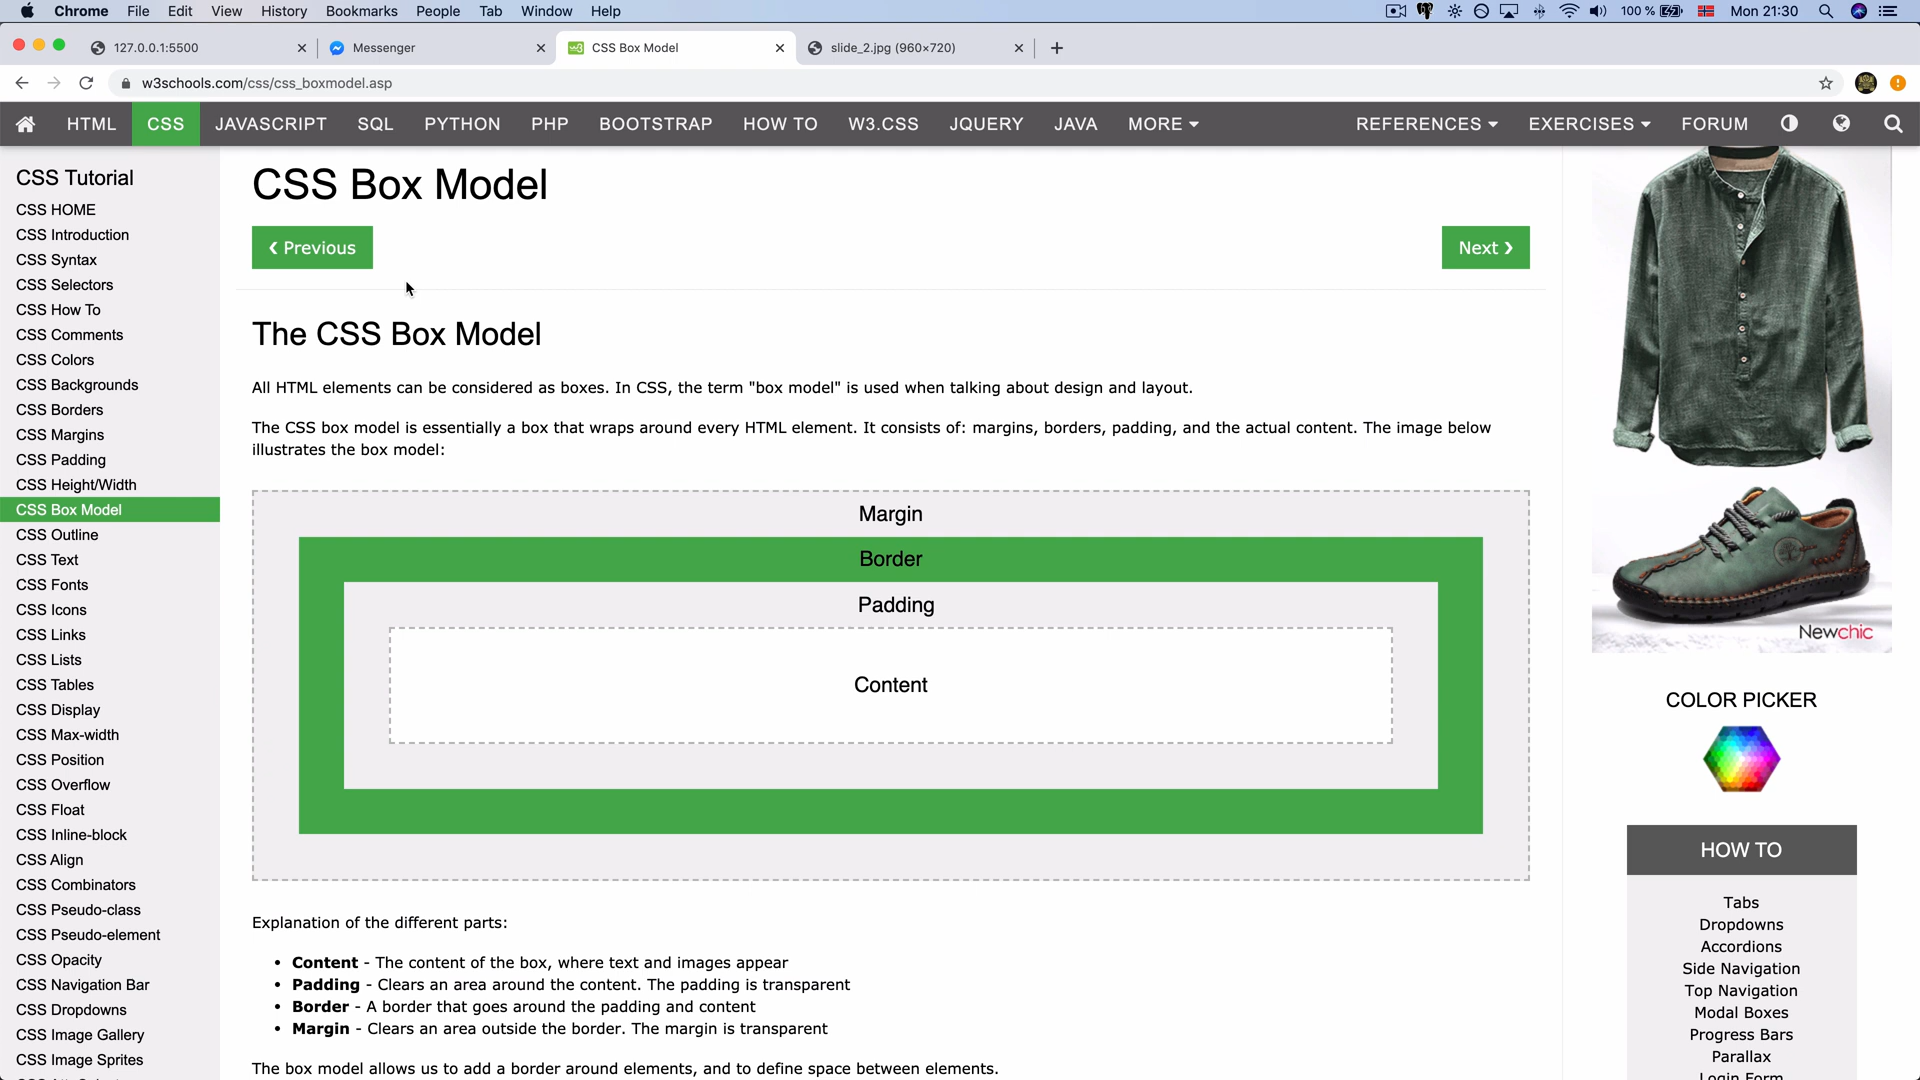 Chrome File Edit View History Bookmarks People Tab Window Help
100 % Mon 21:30
127.0.0.1:5500
Messenger
CSS Box Model
slide_2.jpg (960×720)
w3schools.com/css/css_boxmodel.asp
HTML CSS JAVASCRIPT SQL PYTHON PHP BOOTSTRAP HOW TO W3.CSS JQUERY JAVA MORE REFERENCES EXERCISES FORUM
CSS Tutorial
CSS HOME
CSS Introduction
CSS Syntax
CSS Selectors
CSS How To
CSS Comments
CSS Colors
CSS Backgrounds
CSS Borders
CSS Margins
CSS Padding
CSS Height/Width
CSS Box Model
CSS Outline
CSS Text
CSS Fonts
CSS Icons
CSS Links
CSS Lists
CSS Tables
CSS Display
CSS Max-width
CSS Position
CSS Overflow
CSS Float
CSS Inline-block
CSS Align
CSS Combinators
CSS Pseudo-class
CSS Pseudo-element
CSS Opacity
CSS Navigation Bar
CSS Dropdowns
CSS Image Gallery
CSS Image Sprites
CSS Box Model
❮ Previous
Next ❯
The CSS Box Model
All HTML elements can be considered as boxes. In CSS, the term "box model" is used when talking about design and layout.
The CSS box model is essentially a box that wraps around every HTML element. It consists of: margins, borders, padding, and the actual content. The image below
illustrates the box model:
Margin
Border
Padding
Content
Explanation of the different parts:
• Content - The content of the box, where text and images appear
• Padding - Clears an area around the content. The padding is transparent
• Border - A border that goes around the padding and content
• Margin - Clears an area outside the border. The margin is transparent
The box model allows us to add a border around elements, and to define space between elements.
Newchic
COLOR PICKER
HOW TO
Tabs
Dropdowns
Accordions
Side Navigation
Top Navigation
Modal Boxes
Progress Bars
Parallax
Login Form